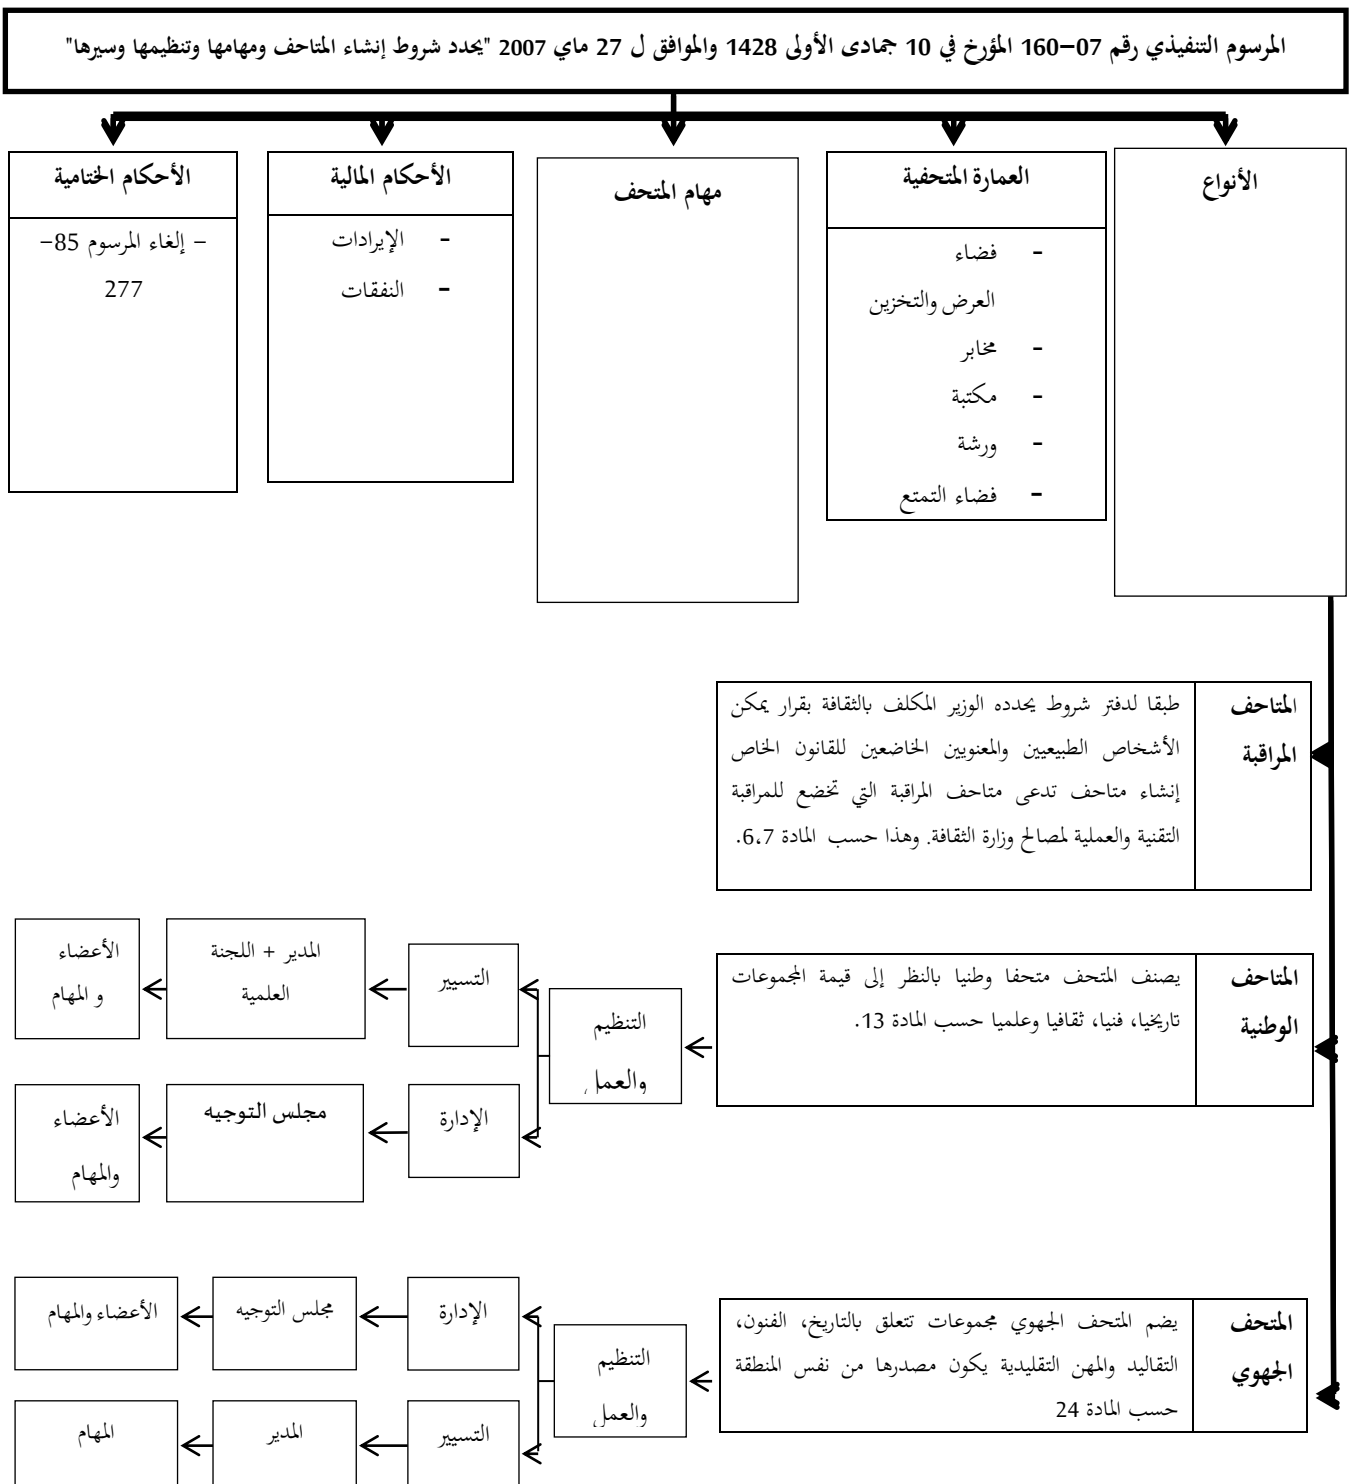 المرسوم التنفيذي رقم 07–160 المؤرخ في 10 جمادى الأولى 1428 والموافق ل 27 ماي 2007 "يحدد شروط إنشاء المتاحف ومهامها وتنظيمها وسيرها"
الأنواع
العمارة المتحفية
- فضاء
العرض والتخزين
- مخابر
- مكتبة
- ورشة
- فضاء التمتع
مهام المتحف
الأحكام المالية
- الإيرادات
- النفقات
الأحكام الختامية
– إلغاء المرسوم 85–
277
المتاحف
المراقبة
طبقا لدفتر شروط يحدده الوزير المكلف بالثقافة بقرار يمكن
الأشخاص الطبيعيين والمعنويين الخاضعين للقانون الخاص
إنشاء متاحف تدعى متاحف المراقبة التي تخضع للمراقبة
التقنية والعملية لمصالح وزارة الثقافة. وهذا حسب المادة 6،7.
المتاحف
الوطنية
يصنف المتحف متحفا وطنيا بالنظر إلى قيمة المجموعات
تاريخيا، فنيا، ثقافيا وعلميا حسب المادة 13.
التنظيم
والعمل
التسيير
المدير + اللجنة
العلمية
الأعضاء
و المهام
الإدارة
مجلس التوجيه
الأعضاء
والمهام
المتحف
الجهوي
يضم المتحف الجهوي مجموعات تتعلق بالتاريخ، الفنون،
التقاليد والمهن التقليدية يكون مصدرها من نفس المنطقة
حسب المادة 24
التنظيم
والعمل
الإدارة
مجلس التوجيه
الأعضاء والمهام
التسيير
المدير
المهام